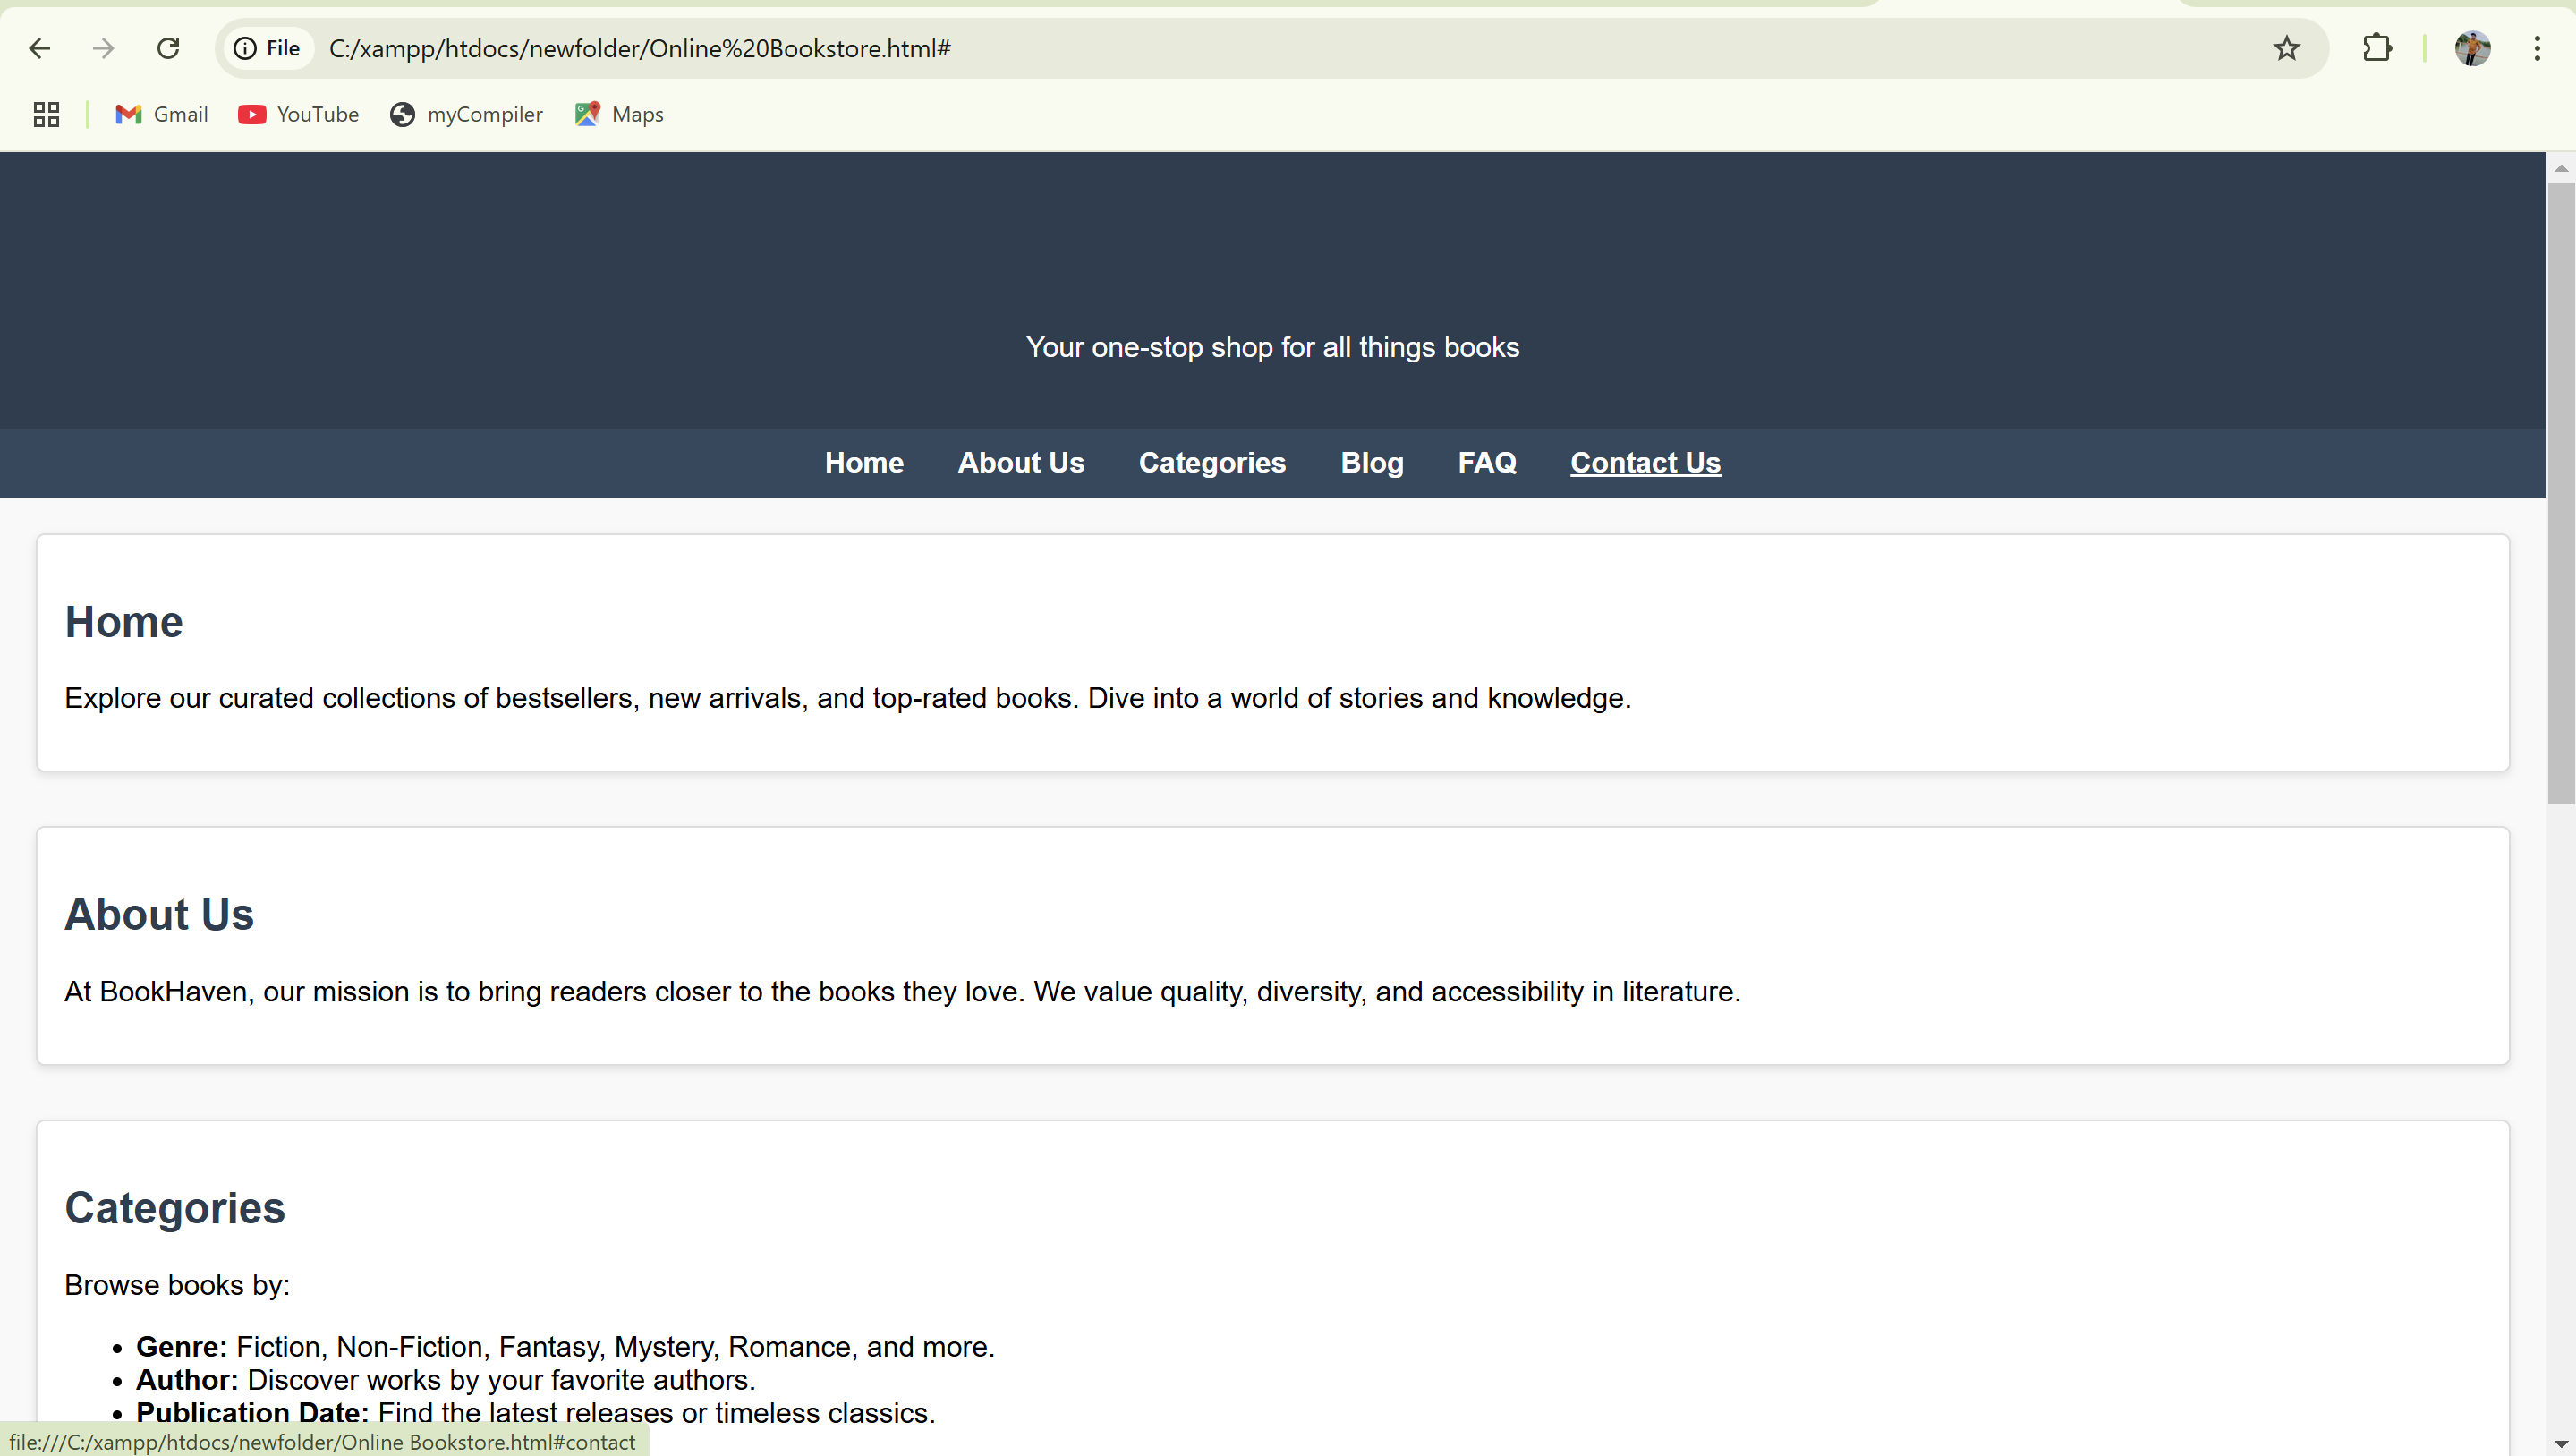 File C:/xampp/htdocs/newfolder/Online%20Bookstore.html#
Gmail YouTube myCompiler Maps
Your one-stop shop for all things books
Home About Us Categories Blog FAQ Contact Us
Home
Explore our curated collections of bestsellers, new arrivals, and top-rated books. Dive into a world of stories and knowledge.
About Us
At BookHaven, our mission is to bring readers closer to the books they love. We value quality, diversity, and accessibility in literature.
Categories
Browse books by:
Genre: Fiction, Non-Fiction, Fantasy, Mystery, Romance, and more.
Author: Discover works by your favorite authors.
Publication Date: Find the latest releases or timeless classics.
file:///C:/xampp/htdocs/newfolder/Online Bookstore.html#contact